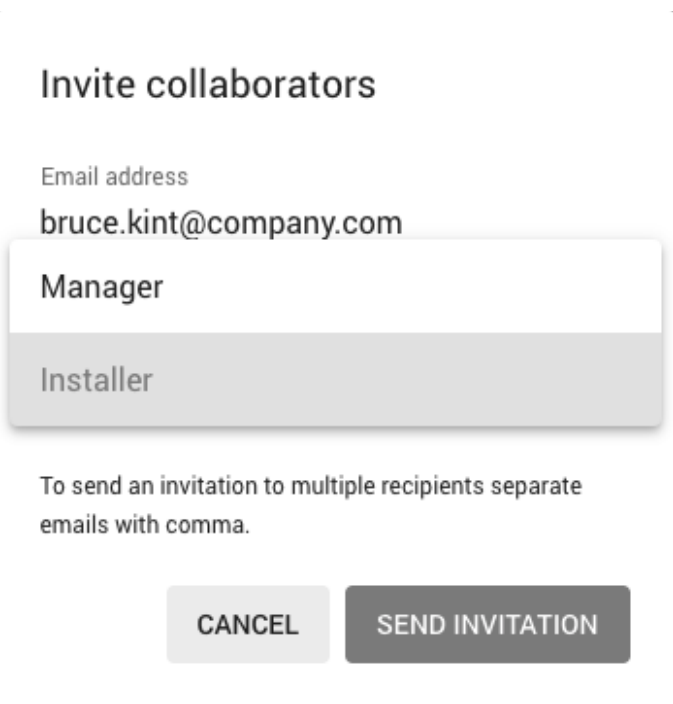 Invite collaborators
Email address
bruce.kint@company.com
Manager
Installer
To send an invitation to multiple recipients separate
emails with comma.
CANCEL
SEND INVITATION